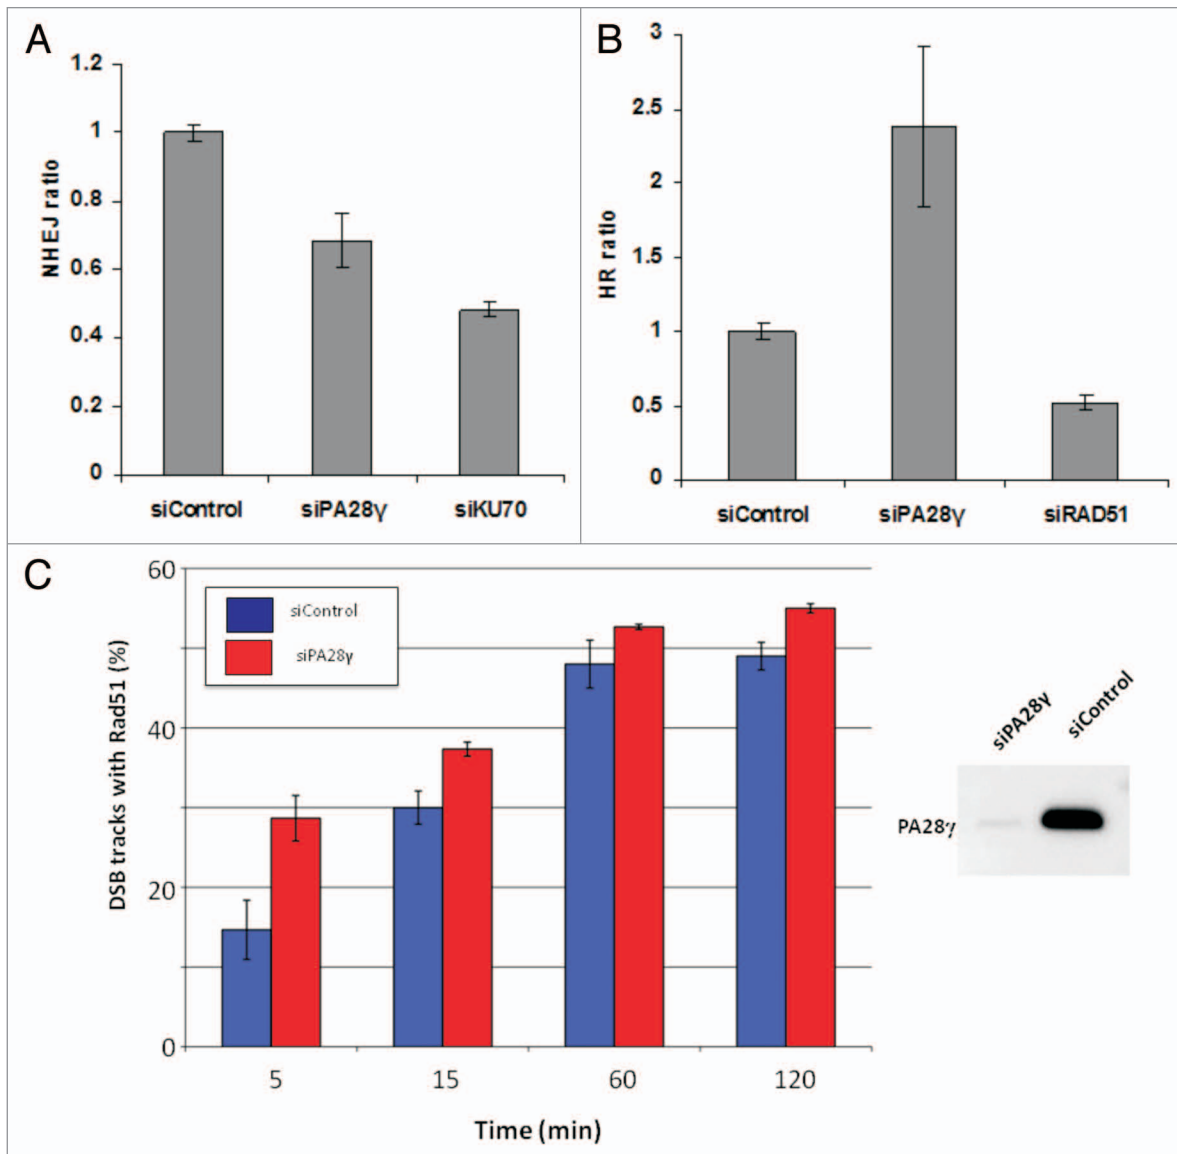 A
1.2
1
0.8
0.6
0.4
0.2
0
NHEJ ratio
siControl siPA28γ siKU70
B
3
2.5
2
1.5
1
0.5
0
HR ratio
siControl siPA28γ siRAD51
C
60
40
20
0
DSB tracks with Rad51 (%)
siControl
siPA28γ
5 15 60 120
Time (min)
siPA28γ siControl
PA28γ